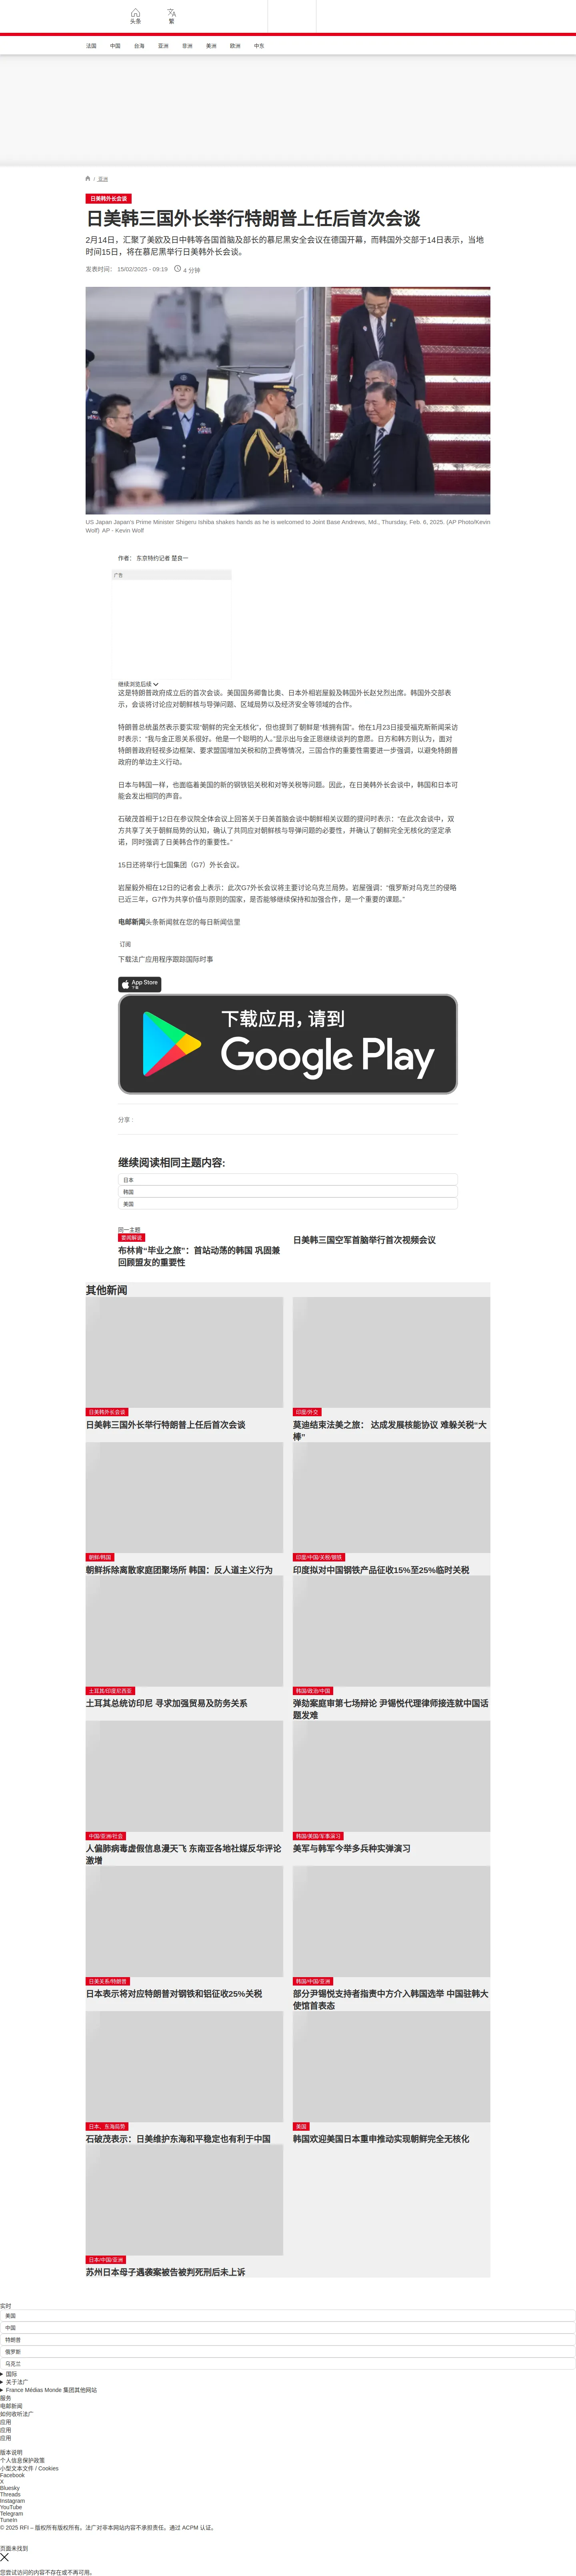 头条
繁
法国 中国 台海 亚洲 非洲 美洲 欧洲 中东
/ 亚洲
日美韩外长会谈
日美韩三国外长举行特朗普上任后首次会谈
2月14日，汇聚了美欧及日中韩等各国首脑及部长的慕尼黑安全会议在德国开幕，而韩国外交部于14日表示，当地
时间15日，将在慕尼黑举行日美韩外长会谈。
发表时间： 15/02/2025 - 09:19 4 分钟
US Japan Japan's Prime Minister Shigeru Ishiba shakes hands as he is welcomed to Joint Base Andrews, Md., Thursday, Feb. 6, 2025. (AP Photo/Kevin
Wolf) AP - Kevin Wolf
作者： 东京特约记者 楚良一
广告
继续浏览后续
这是特朗普政府成立后的首次会谈。美国国务卿鲁比奥、日本外相岩屋毅及韩国外长赵兑烈出席。韩国外交部表
示，会谈将讨论应对朝鲜核与导弹问题、区域局势以及经济安全等领域的合作。
特朗普总统虽然表示要实现"朝鲜的完全无核化"，但也提到了朝鲜是"核拥有国"。他在1月23日接受福克斯新闻采访
时表示："我与金正恩关系很好、他是一个聪明的人。"显示出与金正恩继续谈判的意愿。日方和韩方则认为，面对
特朗普政府轻视多边框架、要求盟国增加关税和防卫费等情况，三国合作的重要性需要进一步强调，以避免特朗普
政府的单边主义行动。
日本与韩国一样，也面临着美国的新的钢铁铝关税和对等关税等问题。因此，在日美韩外长会谈中，韩国和日本可
能会发出相同的声音。
石破茂首相于12日在参议院全体会议上回答关于日美首脑会谈中朝鲜相关议题的提问时表示："在此次会谈中，双
方共享了关于朝鲜局势的认知，确认了共同应对朝鲜核与导弹问题的必要性，并确认了朝鲜完全无核化的坚定承
诺，同时强调了日美韩合作的重要性。"
15日还将举行七国集团（G7）外长会议。
岩屋毅外相在12日的记者会上表示：此次G7外长会议将主要讨论乌克兰局势。岩屋强调："俄罗斯对乌克兰的侵略
已近三年，G7作为共享价值与原则的国家，是否能够继续保持和加强合作，是一个重要的课题。"
电邮新闻头条新闻就在您的每日新闻信里
订阅
下载法广应用程序跟踪国际时事
App Store
下载
下载应用，请到
Google Play
分享 :
继续阅读相同主题内容:
日本
韩国
美国
同一主题
要闻解说
布林肯“毕业之旅”：首站动荡的韩国 巩固兼
回顾盟友的重要性
日美韩三国空军首脑举行首次视频会议
其他新闻
日美韩外长会谈
日美韩三国外长举行特朗普上任后首次会谈
印度/外交
莫迪结束法美之旅： 达成发展核能协议 难躲关税“大
棒”
朝鲜/韩国
朝鲜拆除离散家庭团聚场所 韩国：反人道主义行为
印度/中国/关税/钢铁
印度拟对中国钢铁产品征收15%至25%临时关税
土耳其/印度尼西亚
土耳其总统访印尼 寻求加强贸易及防务关系
韩国/政治/中国
弹劾案庭审第七场辩论 尹锡悦代理律师接连就中国话
题发难
中国/亚洲/社会
人偏肺病毒虚假信息漫天飞 东南亚各地社媒反华评论
激增
韩国/美国/军事演习
美军与韩军今举多兵种实弹演习
日美关系/特朗普
日本表示将对应特朗普对钢铁和铝征收25%关税
韩国/中国/亚洲
部分尹锡悦支持者指责中方介入韩国选举 中国驻韩大
使馆首表态
日本、东海局势
石破茂表示：日美维护东海和平稳定也有利于中国
美国
韩国欢迎美国日本重申推动实现朝鲜完全无核化
日本/中国/亚洲
苏州日本母子遇袭案被告被判死刑后未上诉
实时
美国
中国
特朗普
俄罗斯
乌克兰
国际
关于法广
France Médias Monde 集团其他网站
服务
电邮新闻
如何收听法广
应用
应用
应用
版本说明
个人信息保护政策
小型文本文件 / Cookies
Facebook
X
Bluesky
Threads
Instagram
YouTube
Telegram
TuneIn
© 2025 RFI – 版权所有版权所有。法广对非本网站内容不承担责任。通过 ACPM 认证。
页面未找到
您尝试访问的内容不存在或不再可用。